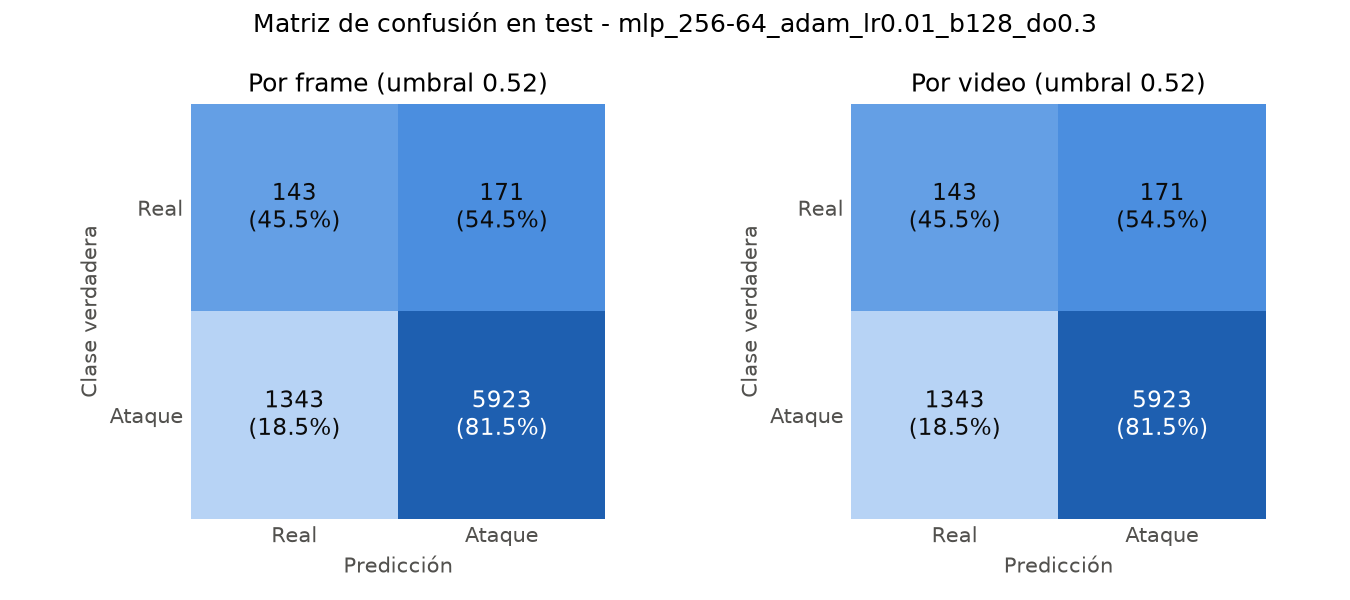 Matriz de confusión en test - mlp_256-64_adam_lr0.01_b128_do0.3
Por frame (umbral 0.52)
Clase verdadera
Real
143
(45.5%)
171
(54.5%)
Ataque
1343
(18.5%)
5923
(81.5%)
Real
Ataque
Predicción
Por video (umbral 0.52)
Clase verdadera
Real
143
(45.5%)
171
(54.5%)
Ataque
1343
(18.5%)
5923
(81.5%)
Real
Ataque
Predicción